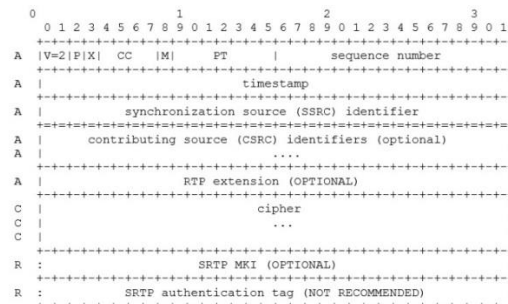 0 1 2 3
0 1 2 3 4 5 6 7 8 9 0 1 2 3 4 5 6 7 8 9 0 1 2 3 4 5 6 7 8 9 0 1
+-+-+-+-+-+-+-+-+-+-+-+-+-+-+-+-+-+-+-+-+-+-+-+-+-+-+-+-+-+-+-+-
A |V=2|P|X| CC |M| PT | sequence number
+-+-+-+-+-+-+-+-+-+-+-+-+-+-+-+-+-+-+-+-+-+-+-+-+-+-+-+-+-+-+-+-
A | timestamp
+-+-+-+-+-+-+-+-+-+-+-+-+-+-+-+-+-+-+-+-+-+-+-+-+-+-+-+-+-+-+-+-
A | synchronization source (SSRC) identifier
+=+=+=+=+=+=+=+=+=+=+=+=+=+=+=+=+=+=+=+=+=+=+=+=+=+=+=+=+=+=+=+=
A | contributing source (CSRC) identifiers (optional)
A | ....
+-+-+-+-+-+-+-+-+-+-+-+-+-+-+-+-+-+-+-+-+-+-+-+-+-+-+-+-+-+-+-+-
A | RTP extension (OPTIONAL)
+-+-+-+-+-+-+-+-+-+-+-+-+-+-+-+-+-+-+-+-+-+-+-+-+-+-+-+-+-+-+-+-
C | cipher
C | ...
C |
+-+-+-+-+-+-+-+-+-+-+-+-+-+-+-+-+-+-+-+-+-+-+-+-+-+-+-+-+-+-+-+-
R : SRTP MKI (OPTIONAL)
+-+-+-+-+-+-+-+-+-+-+-+-+-+-+-+-+-+-+-+-+-+-+-+-+-+-+-+-+-+-+-+-
R : SRTP authentication tag (NOT RECOMMENDED)